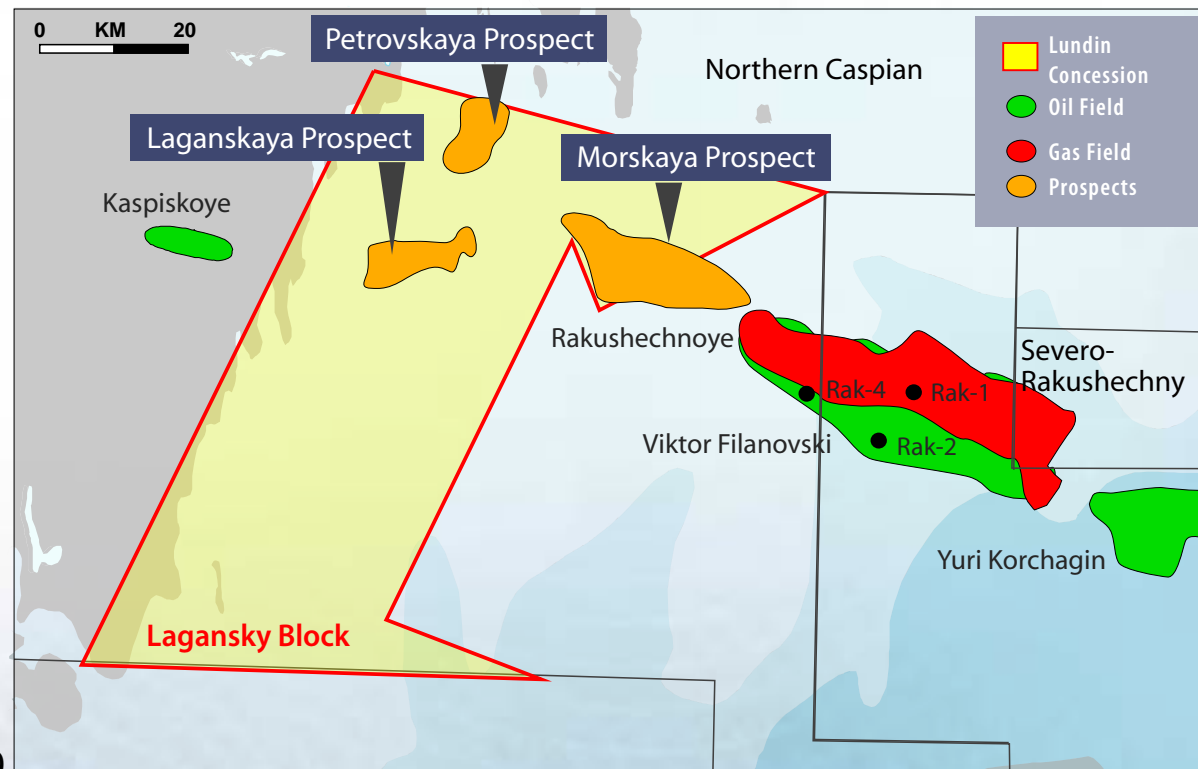 0 KM 20
Petrovskaya Prospect
Northern Caspian
Lundin
Concession
Oil Field
Gas Field
Prospects
Laganskaya Prospect
Morskaya Prospect
Kaspiskoye
Rakushechnoye
Severo-
Rakushechny
Rak-4
Rak-1
Viktor Filanovski
Rak-2
Yuri Korchagin
Lagansky Block